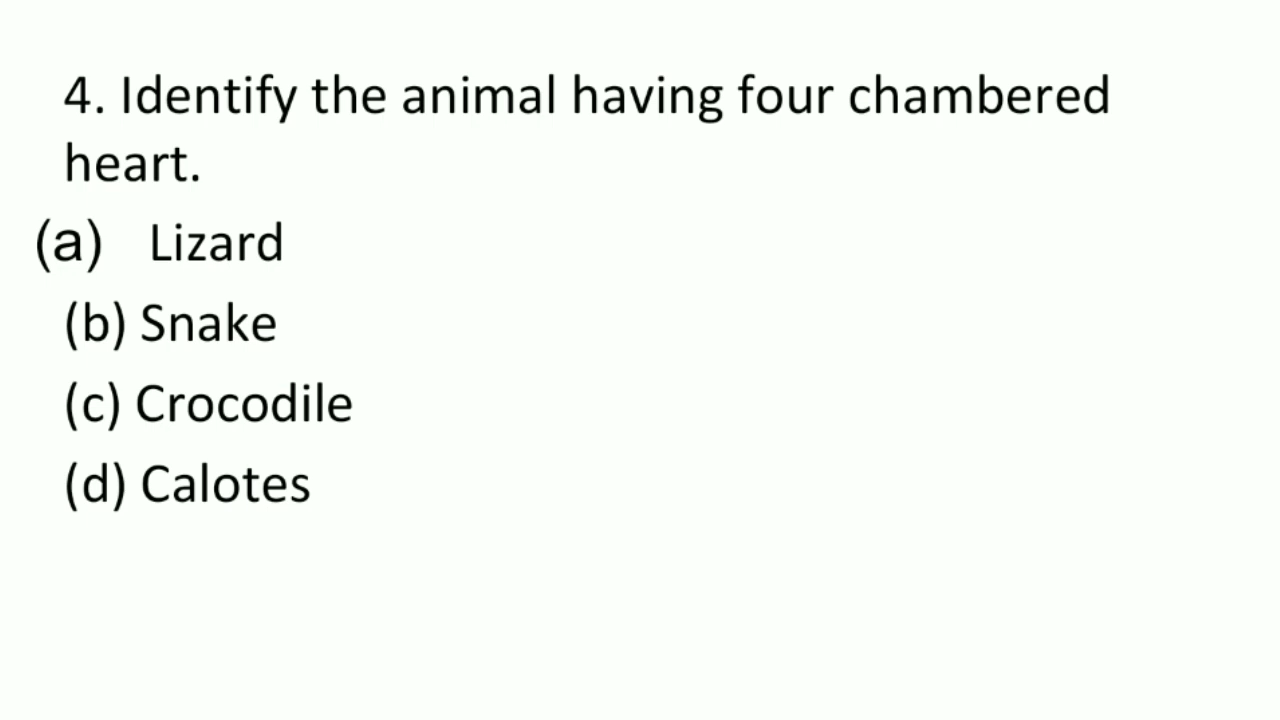 4. Identify the animal having four chambered
heart.
(a) Lizard
(b) Snake
(c) Crocodile
(d) Calotes